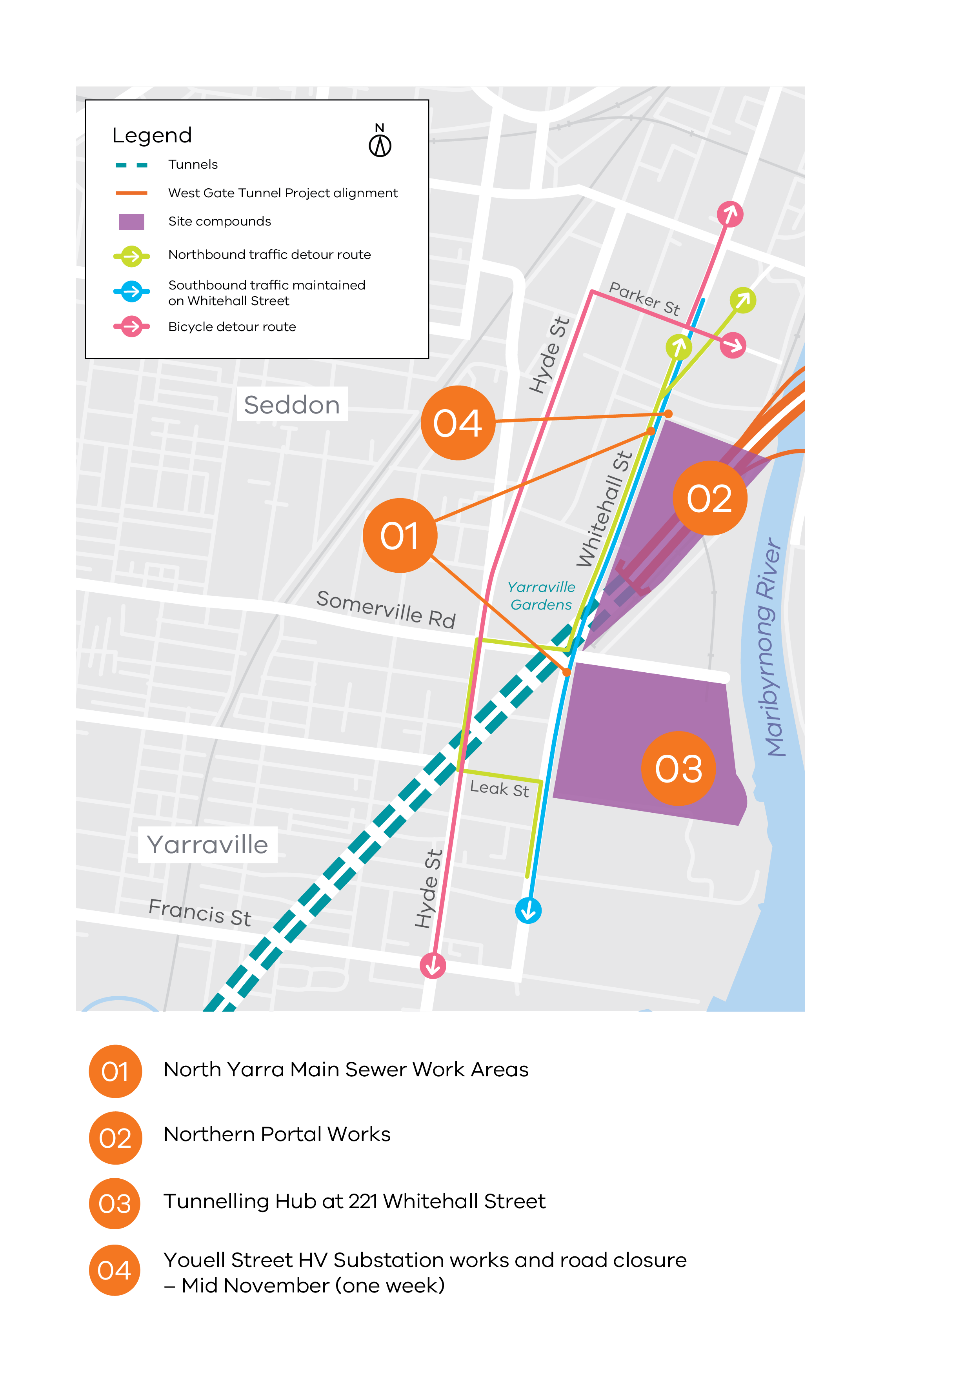 Legend
N
Tunnels
West Gate Tunnel Project alignment
Site compounds
Northbound traffic detour route
Southbound traffic maintained
on Whitehall Street
Bicycle detour route
Parker St
Hyde St
Seddon
04
Whitehall St
02
01
Yarraville
Gardens
Somerville Rd
Maribyrnong River
03
Leak St
Yarraville
Hyde St
Francis St
01
North Yarra Main Sewer Work Areas
02
Northern Portal Works
03
Tunnelling Hub at 221 Whitehall Street
04
Youell Street HV Substation works and road closure
– Mid November (one week)